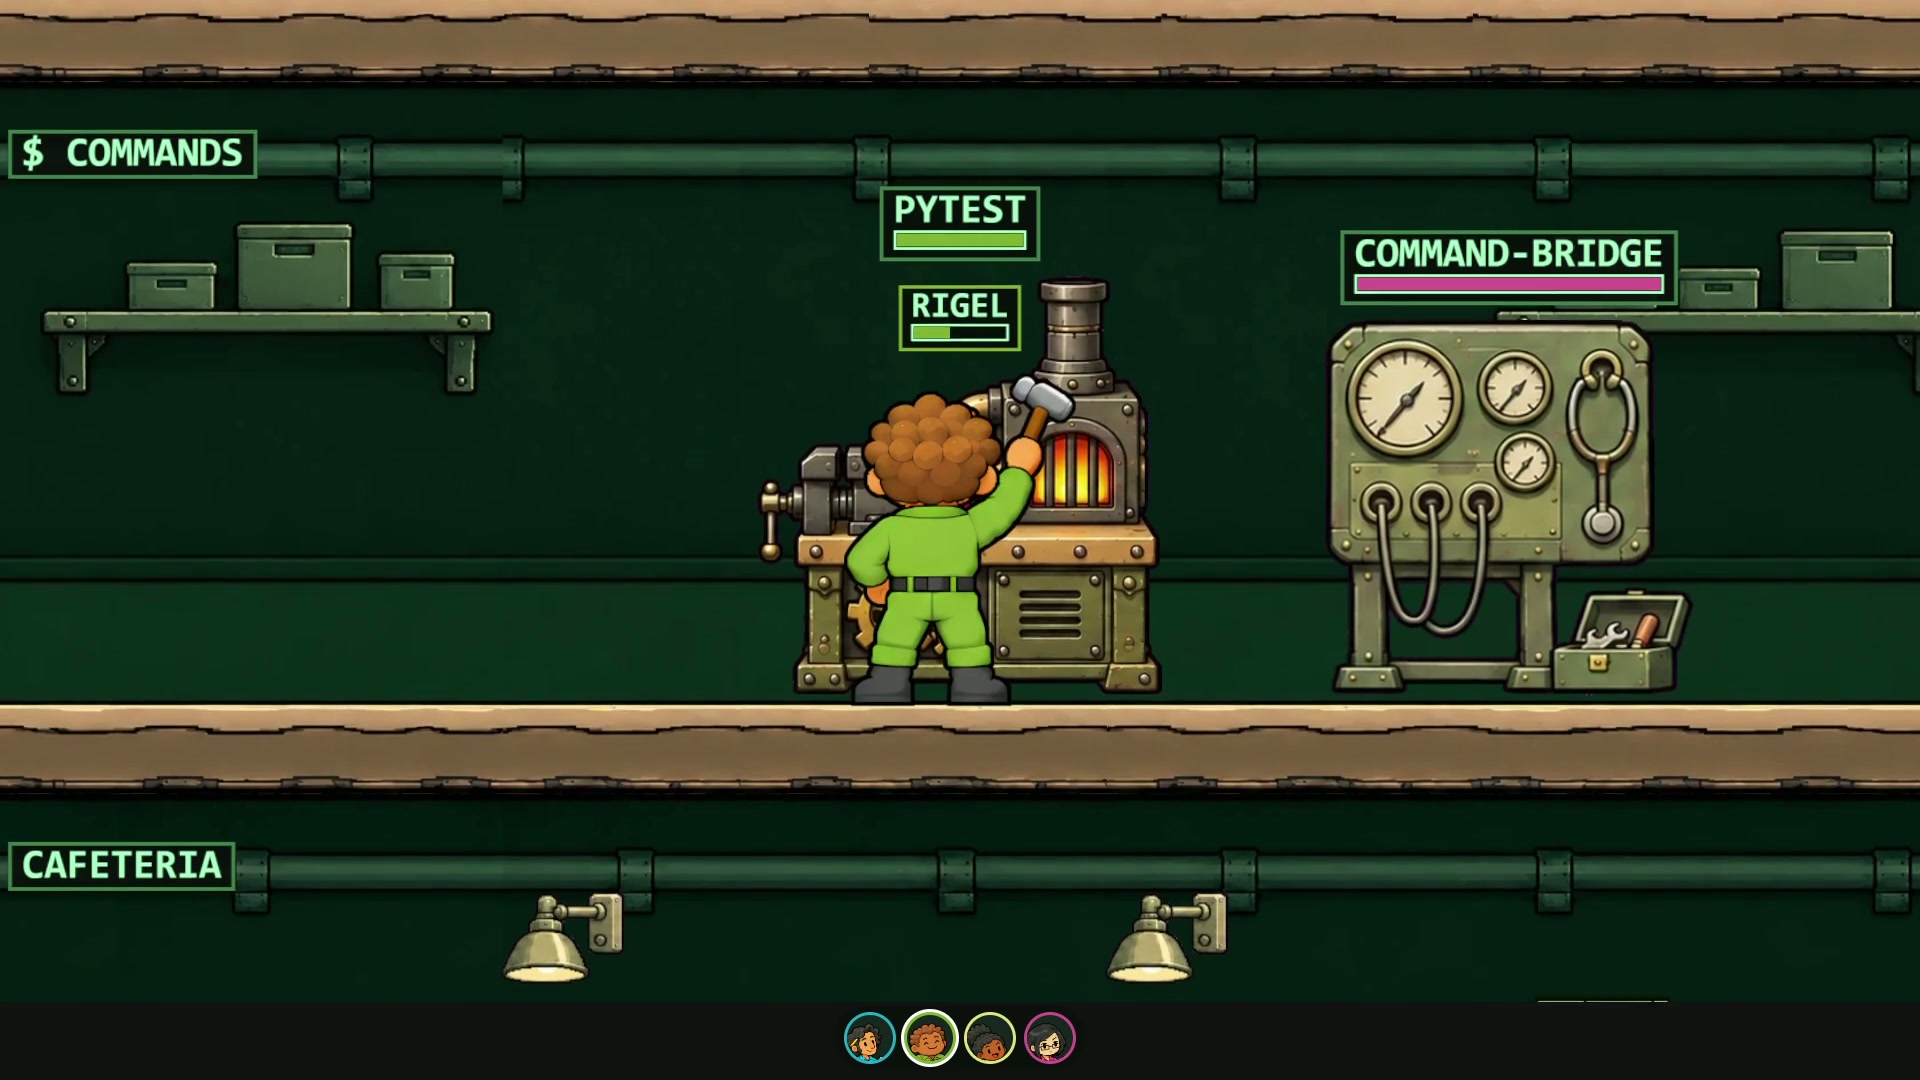 $ COMMANDS
PYTEST
COMMAND-BRIDGE
RIGEL
CAFETERIA